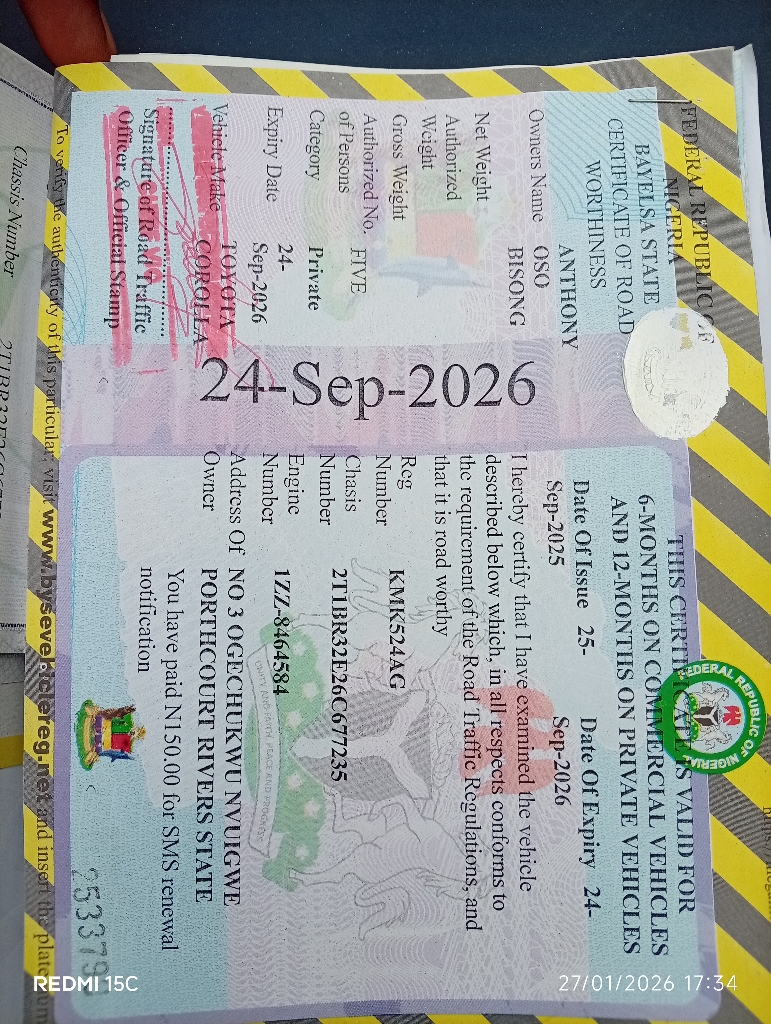 FEDERAL REPUBLIC OF
NIGERIA
BAYELSA STATE
CERTIFICATE OF ROAD
WORTHINESS
Owners Name ANTHONY
OSO
BISONG
Net Weight
Authorized
Weight
Gross Weight
Authorized No. FIVE
of Persons
Category Private
Expiry Date 24-
Sep-2026
Vehicle Make TOYOTA
COROLLA
Signature of Road Traffic
Officer & Official Stamp
24-Sep-2026
THIS CERTIFICATE IS VALID FOR
6-MONTHS ON COMMERCIAL VEHICLES
AND 12-MONTHS ON PRIVATE VEHICLES
Date Of Issue 25- Date Of Expiry 24-
Sep-2025 Sep-2026
I hereby certify that I have examined the vehicle
described below which, in all respects conforms to
the requirement of the Road Traffic Regulations, and
that it is road worthy
Reg
Number KMK524AG
Chasis
Number 2T1BR32E26C677235
Engine
Number 1ZZ-8464584
Address Of NO 3 OGECHUKWU NVUIGWE
Owner PORTHCOURT RIVERS STATE
You have paid N150.00 for SMS renewal
notification
FEDERAL REPUBLIC OF NIGERIA
UNITY AND FAITH PEACE AND PROGRESS
To verify the authenticity of this particular, visit www.bysevehiclereg.net and insert the plate num
Chassis Number
REDMI 15C
27/01/2026 17:34